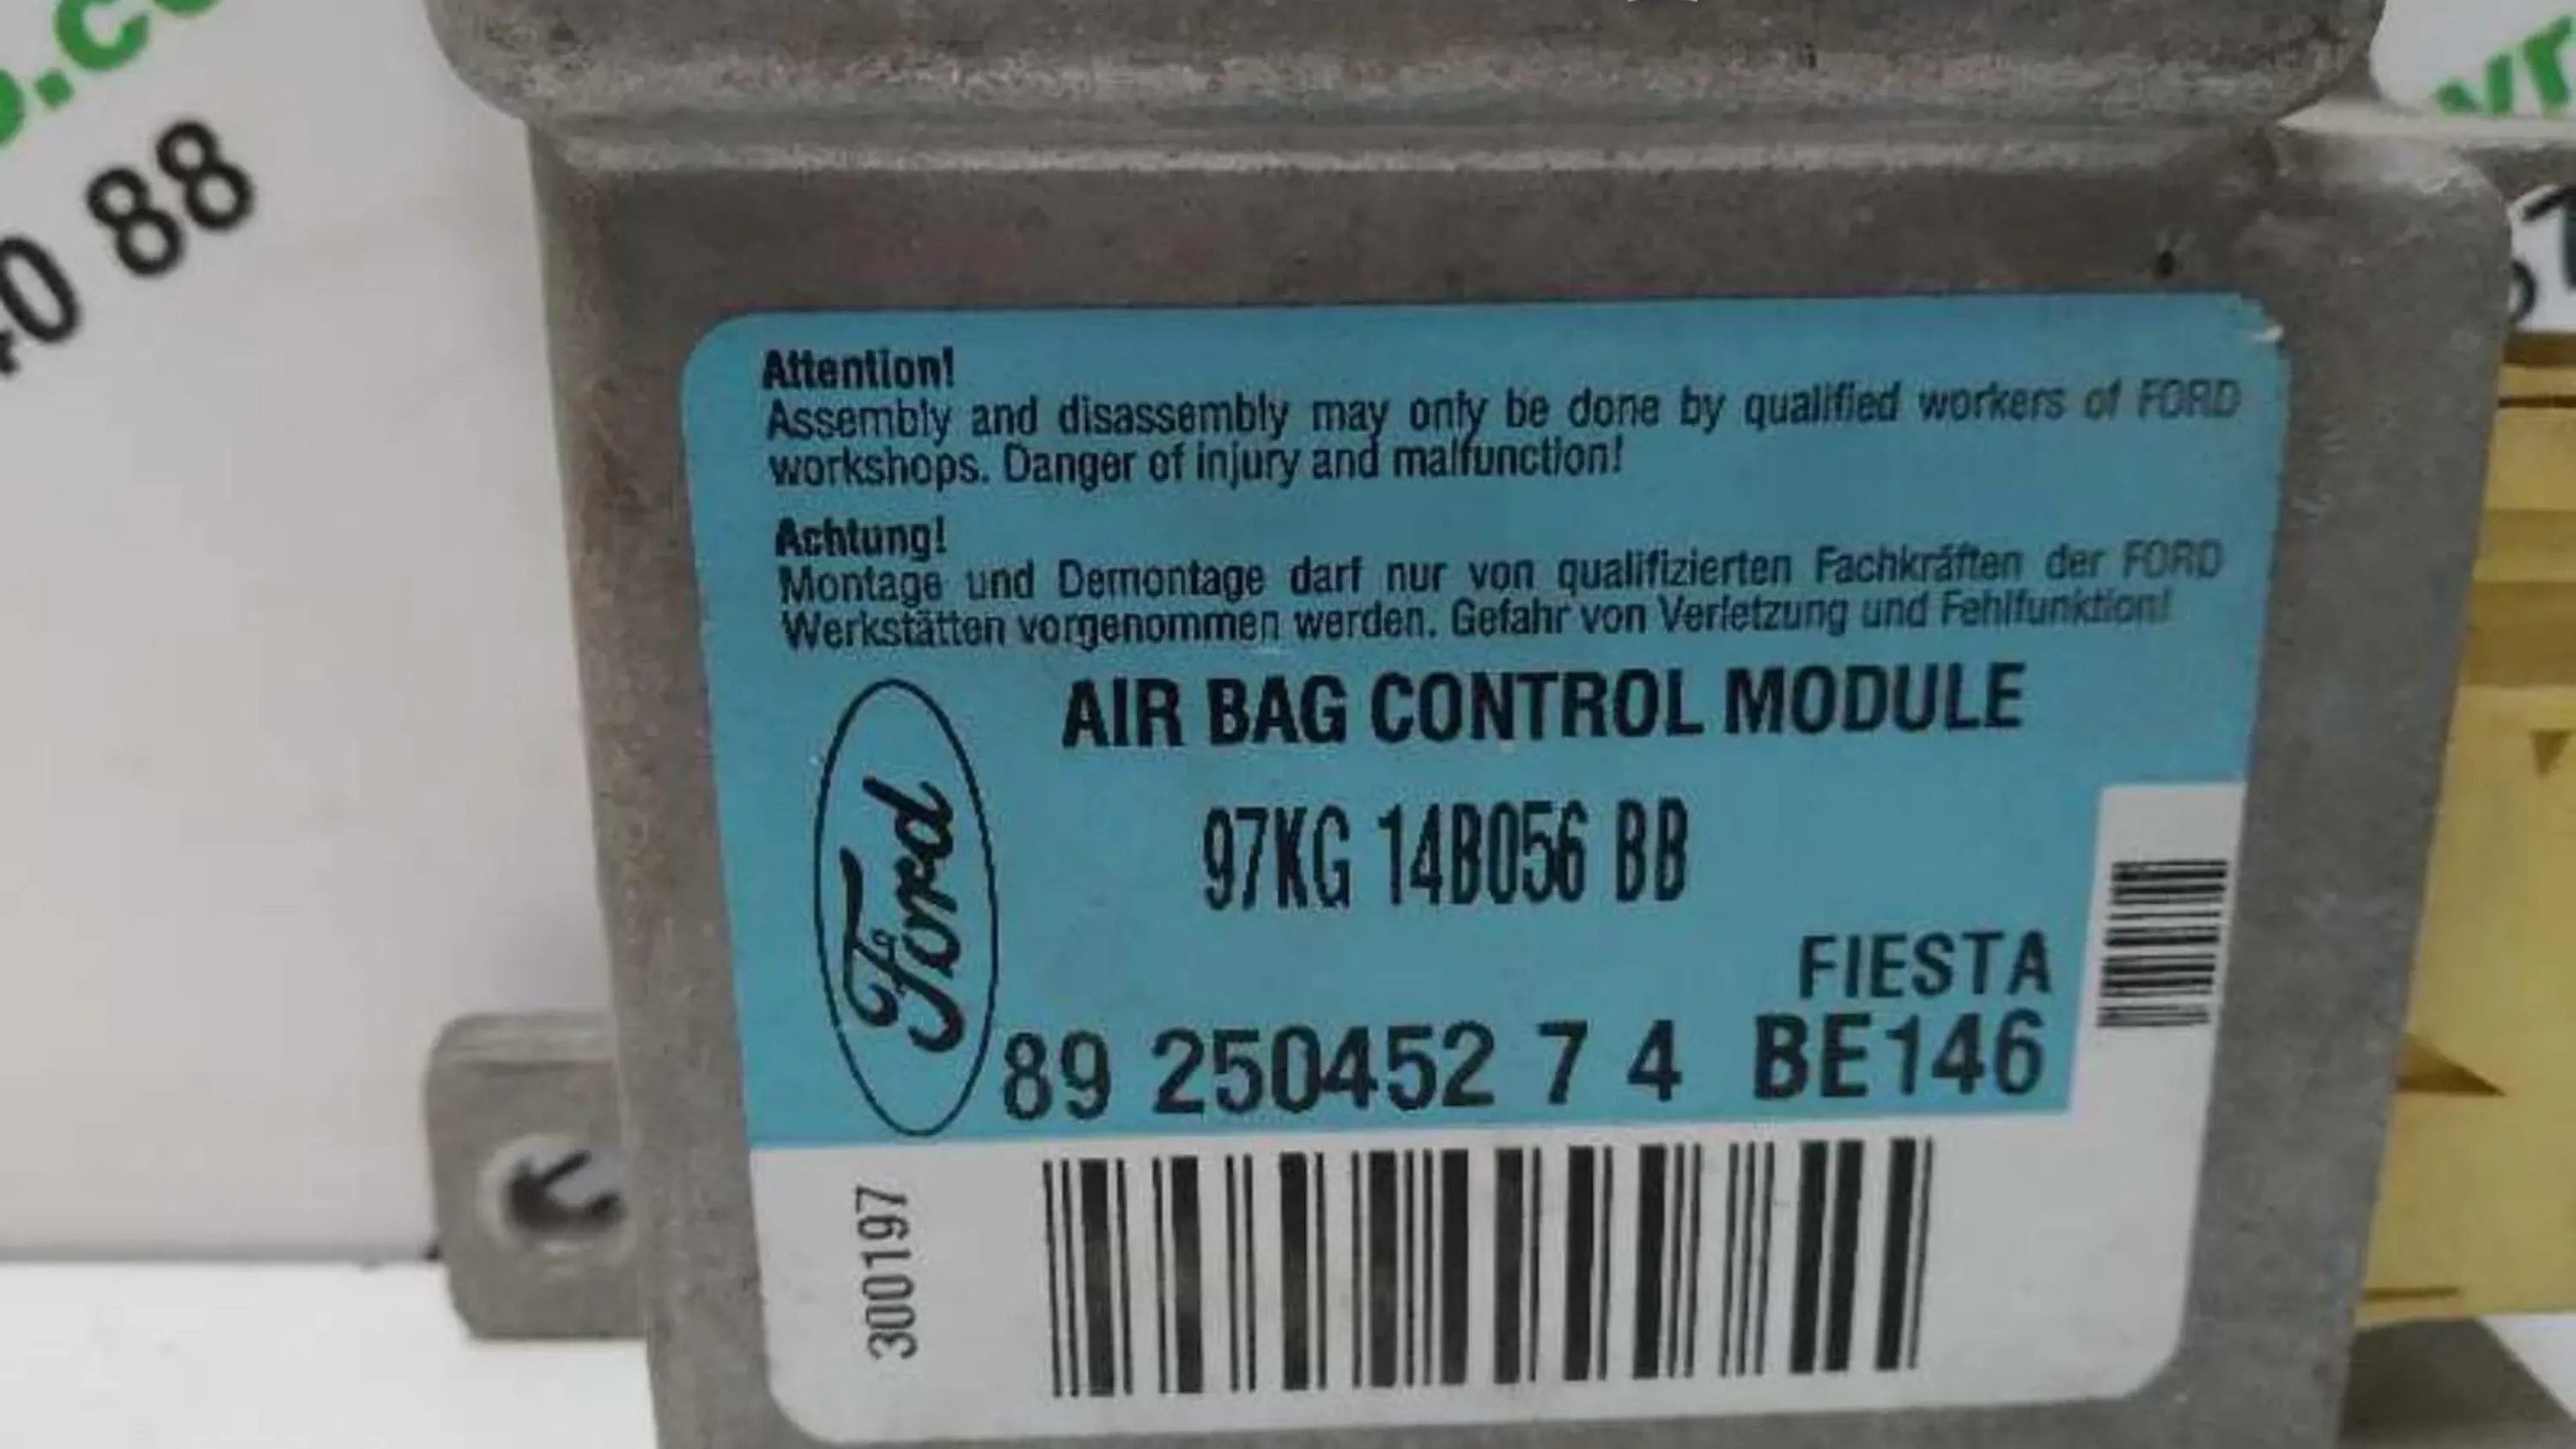 40 88
Attention!
Assembly and disassembly may only be done by qualified workers of FORD
workshops. Danger of injury and malfunction!
Achtung!
Montage und Demontage darf nur von qualifizierten Fachkräften der FORD
Werkstätten vorgenommen werden. Gefahr von Verletzung und Fehlfunktion!
AIR BAG CONTROL MODULE
Ford
97KG 14B056 BB
FIESTA
89 250452 7 4 BE146
300197